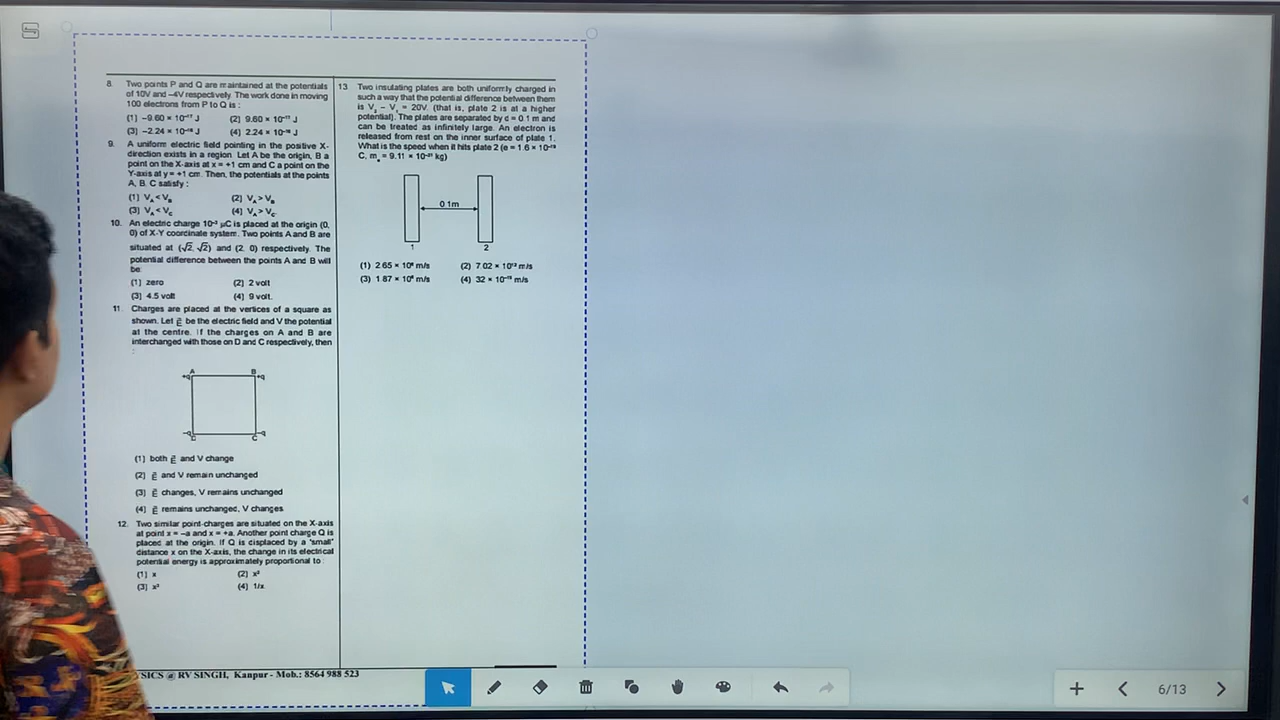 8. Two points P and Q are maintained at the potentials
of 10V and –4V respectively. The work done in moving
100 electrons from P to Q is :
(1) –9.60 × 10⁻¹⁷ J (2) 9.60 × 10⁻¹⁷ J
(3) –2.24 × 10⁻¹⁶ J (4) 2.24 × 10⁻¹⁶ J
9. A uniform electric field pointing in the positive X-
direction exists in a region. Let A be the origin, B a
point on the X-axis at x = +1 cm and C a point on the
Y-axis at y = +1 cm. Then, the potentials at the points
A, B, C satisfy :
(1) V_A < V_B (2) V_A > V_B
(3) V_A < V_C (4) V_A > V_C
10. An electric charge 10⁻³ μC is placed at the origin (0,
0) of X-Y coordinate system. Two points A and B are
situated at (√2, √2) and (2, 0) respectively. The
potential difference between the points A and B will
be:
(1) zero (2) 2 volt
(3) 4.5 volt (4) 9 volt.
11. Charges are placed at the vertices of a square as
shown. Let E⃗ be the electric field and V the potential
at the centre. If the charges on A and B are
interchanged with those on D and C respectively, then
:
A B
+q +q
–q –q
D C
(1) both E⃗ and V change
(2) E⃗ and V remain unchanged
(3) E⃗ changes, V remains unchanged
(4) E⃗ remains unchanged, V changes
12. Two similar point charges are situated on the X-axis
at point x = –a and x = +a. Another point charge Q is
placed at the origin. If Q is displaced by a 'small'
distance x on the X-axis, the change in its electrical
potential energy is approximately proportional to :
(1) x (2) x²
(3) x³ (4) 1/x
13 Two insulating plates are both uniformly charged in
such a way that the potential difference between them
is V₂ – V₁ = 20V. (that is, plate 2 is at a higher
potential). The plates are separated by d = 0.1 m and
can be treated as infinitely large. An electron is
released from rest on the inner surface of plate 1.
What is the speed when it hits plate 2 (e = 1.6 × 10⁻¹⁹
C, mₑ = 9.11 × 10⁻³¹ kg)
0.1m
1 2
(1) 2.65 × 10⁶ m/s (2) 7.02 × 10¹² m/s
(3) 1.87 × 10⁶ m/s (4) 32 × 10⁻¹⁹ m/s
SICS @ RV SINGH, Kanpur - Mob.: 8564 988 523
6/13